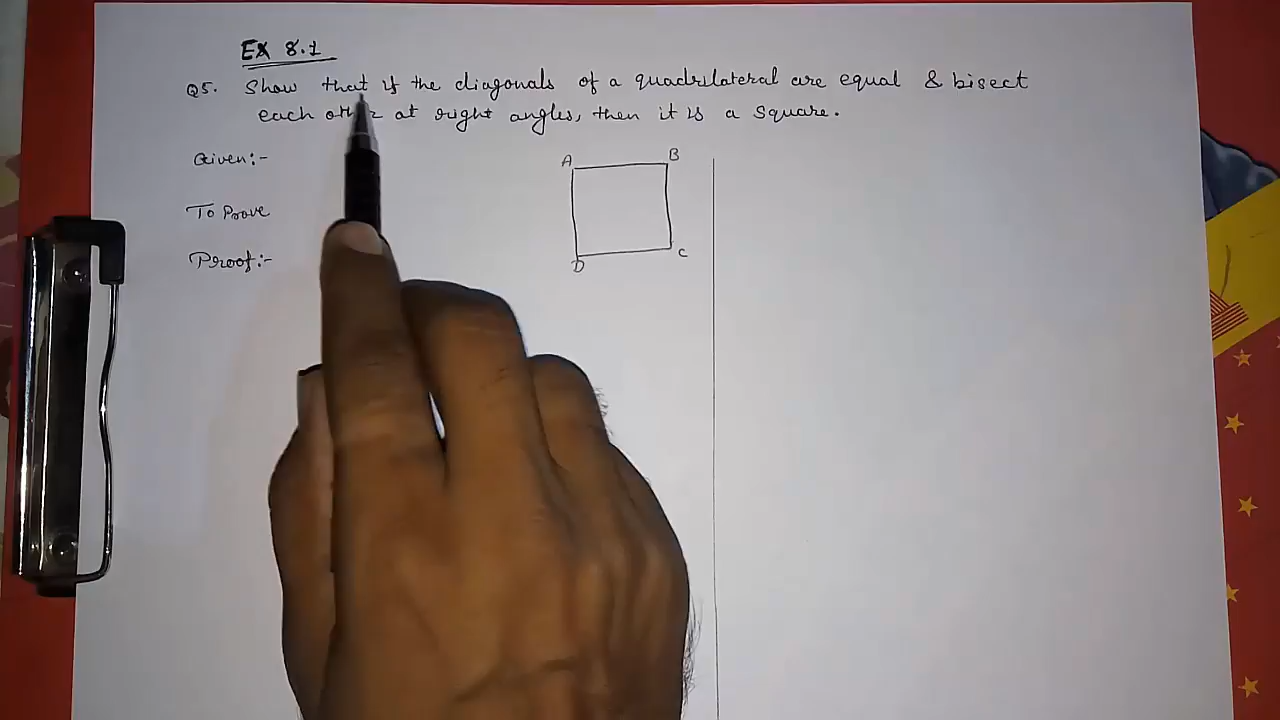 Ex 8.1
Q5. Show that if the diagonals of a quadrilateral are equal & bisect
each other at right angles, then it is a square.
Given:-
To Prove
Proof:-
A B
D C